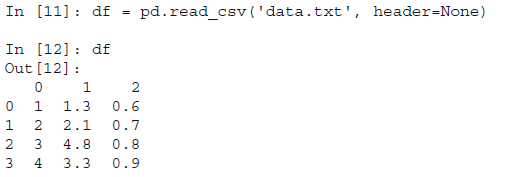 In [11]: df = pd.read_csv('data.txt', header=None)
In [12]: df
Out[12]:
   0    1    2
0  1  1.3  0.6
1  2  2.1  0.7
2  3  4.8  0.8
3  4  3.3  0.9